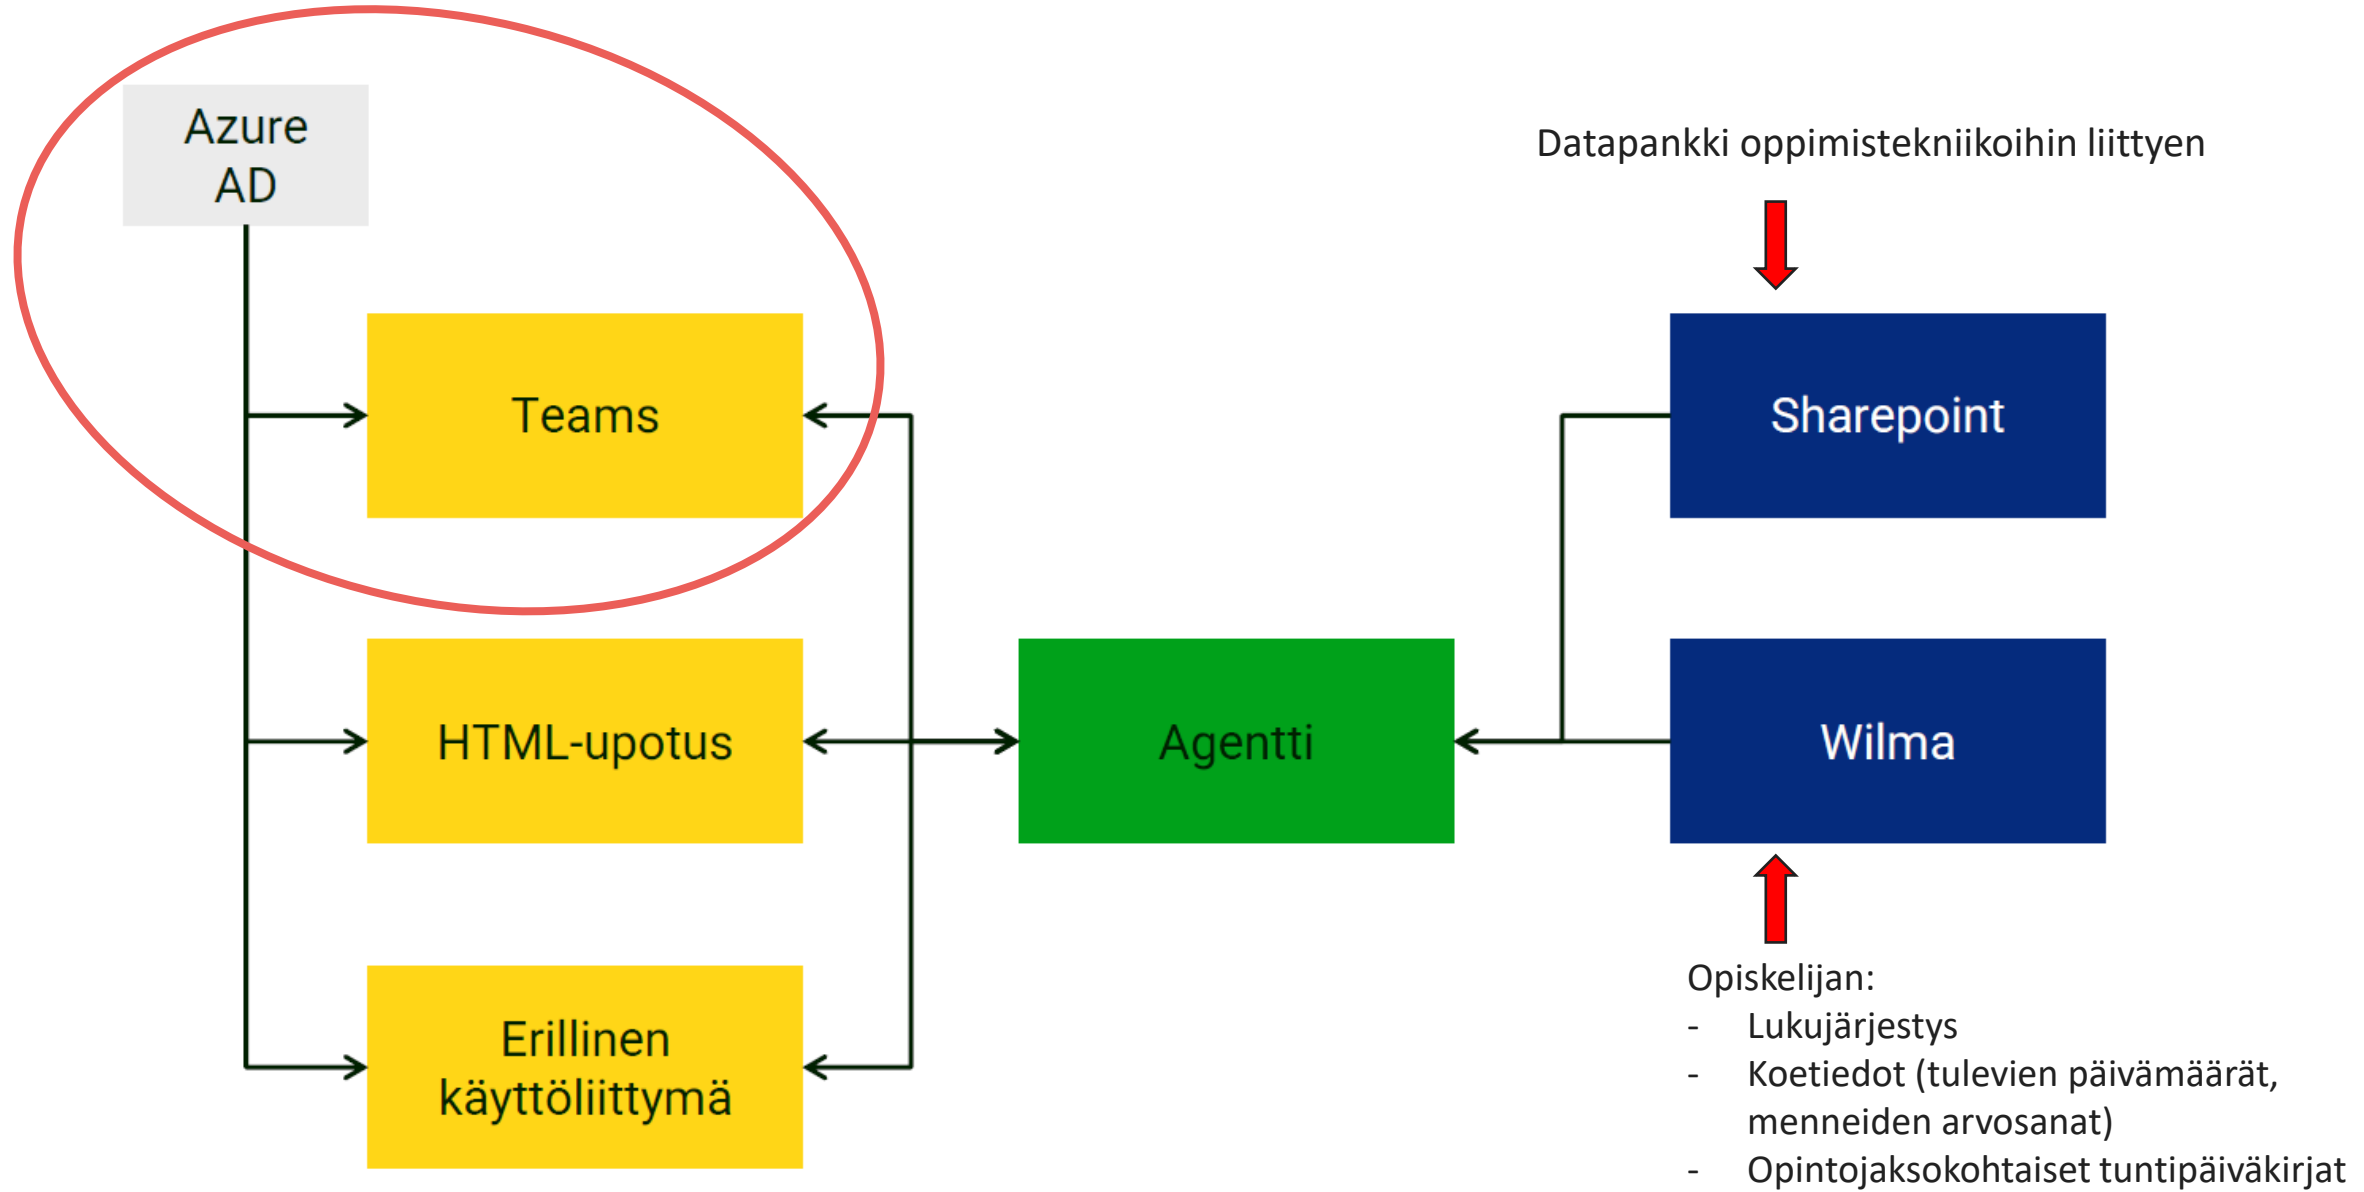 Azure
AD
Datapankki oppimistekniikoihin liittyen
Teams
Sharepoint
HTML-upotus
Agentti
Wilma
Erillinen
käyttöliittymä
Opiskelijan:
- Lukujärjestys
- Koetiedot (tulevien päivämäärät,
menneiden arvosanat)
- Opintojaksokohtaiset tuntipäiväkirjat